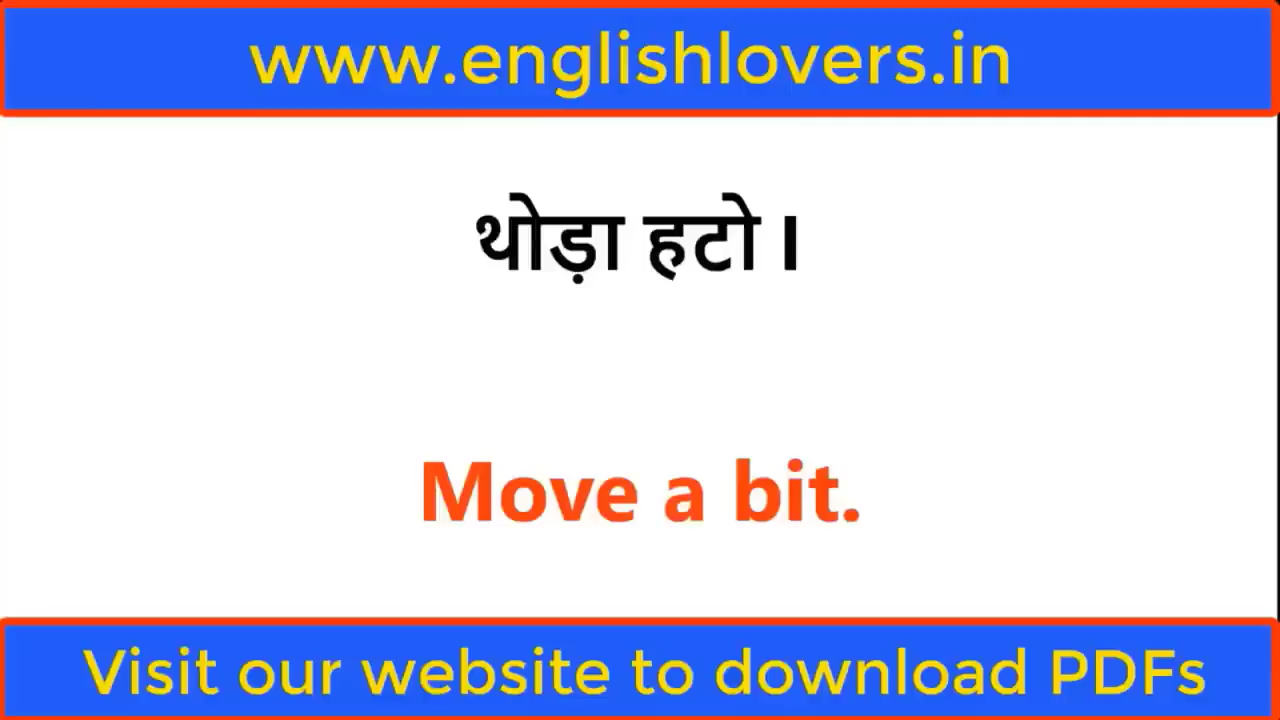 www.englishlovers.in
थोड़ा हटो ।
Move a bit.
Visit our website to download PDFs